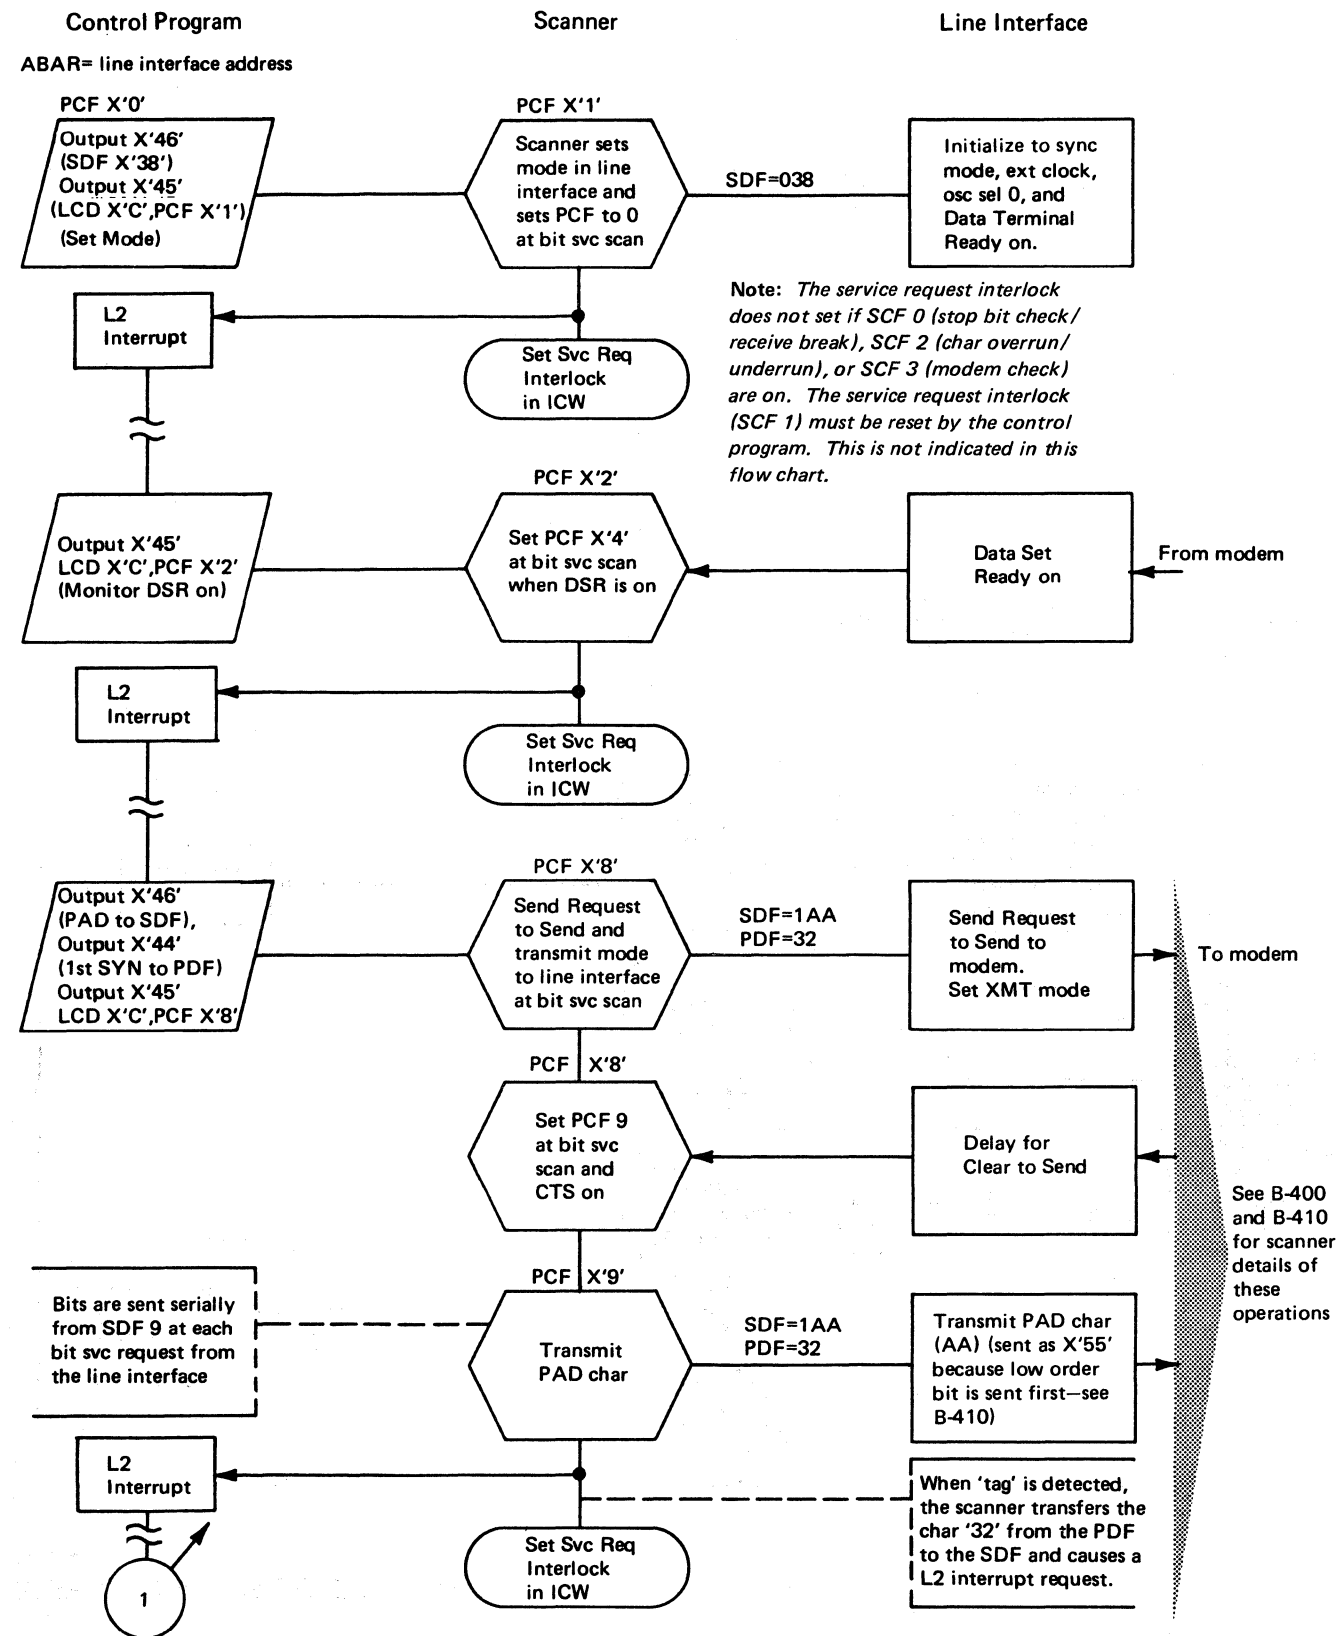 Control Program
Scanner
Line Interface
ABAR= line interface address
PCF X'0'
Output X'46'
(SDF X'38')
Output X'45'
(LCD X'C',PCF X'1')
(Set Mode)
PCF X'1'
Scanner sets
mode in line
interface and
sets PCF to 0
at bit svc scan
SDF=038
Initialize to sync
mode, ext clock,
osc sel 0, and
Data Terminal
Ready on.
L2
Interrupt
Set Svc Req
Interlock
in ICW
Note: The service request interlock
does not set if SCF 0 (stop bit check/
receive break), SCF 2 (char overrun/
underrun), or SCF 3 (modem check)
are on. The service request interlock
(SCF 1) must be reset by the control
program. This is not indicated in this
flow chart.
Output X'45'
LCD X'C',PCF X'2'
(Monitor DSR on)
PCF X'2'
Set PCF X'4'
at bit svc scan
when DSR is on
Data Set
Ready on
From modem
L2
Interrupt
Set Svc Req
Interlock
in ICW
Output X'46'
(PAD to SDF),
Output X'44'
(1st SYN to PDF)
Output X'45'
LCD X'C',PCF X'8'
PCF X'8'
Send Request
to Send and
transmit mode
to line interface
at bit svc scan
SDF=1AA
PDF=32
Send Request
to Send to
modem.
Set XMT mode
To modem
PCF X'8'
Set PCF 9
at bit svc
scan and
CTS on
Delay for
Clear to Send
See B-400
and B-410
for scanner
details of
these
operations
Bits are sent serially
from SDF 9 at each
bit svc request from
the line interface
PCF X'9'
Transmit
PAD char
SDF=1AA
PDF=32
Transmit PAD char
(AA) (sent as X'55'
because low order
bit is sent first—see
B-410)
L2
Interrupt
Set Svc Req
Interlock
in ICW
When 'tag' is detected,
the scanner transfers the
char '32' from the PDF
to the SDF and causes a
L2 interrupt request.
1